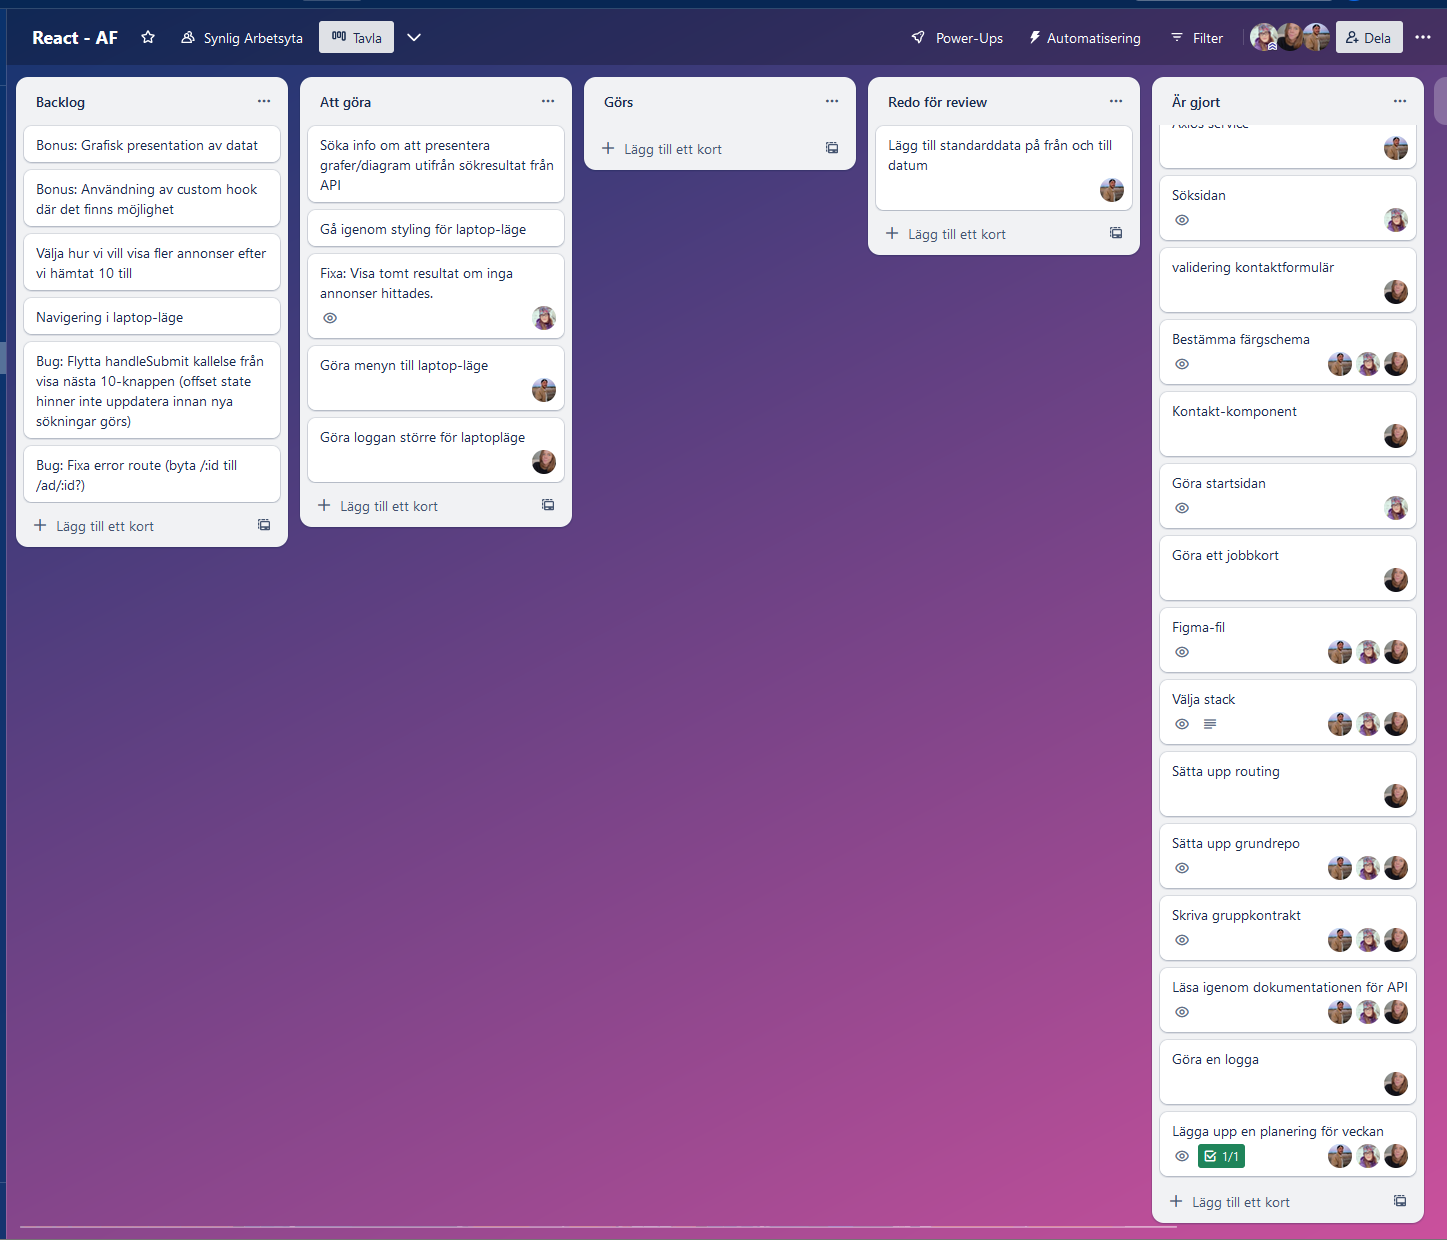 React - AF
Synlig Arbetsyta
Tavla
Power-Ups
Automatisering
Filter
Dela
Backlog
Bonus: Grafisk presentation av datat
Bonus: Användning av custom hook
där det finns möjlighet
Välja hur vi vill visa fler annonser efter
vi hämtat 10 till
Navigering i laptop-läge
Bug: Flytta handleSubmit kallelse från
visa nästa 10-knappen (offset state
hinner inte uppdatera innan nya
sökningar görs)
Bug: Fixa error route (byta /:id till
/ad/:id?)
Lägg till ett kort
Att göra
Söka info om att presentera
grafer/diagram utifrån sökresultat från
API
Gå igenom styling för laptop-läge
Fixa: Visa tomt resultat om inga
annonser hittades.
Göra menyn till laptop-läge
Göra loggan större för laptopläge
Lägg till ett kort
Görs
Lägg till ett kort
Redo för review
Lägg till standarddata på från och till
datum
Lägg till ett kort
Är gjort
Axios service
Söksidan
validering kontaktformulär
Bestämma färgschema
Kontakt-komponent
Göra startsidan
Göra ett jobbkort
Figma-fil
Välja stack
Sätta upp routing
Sätta upp grundrepo
Skriva gruppkontrakt
Läsa igenom dokumentationen för API
Göra en logga
Lägga upp en planering för veckan
1/1
Lägg till ett kort